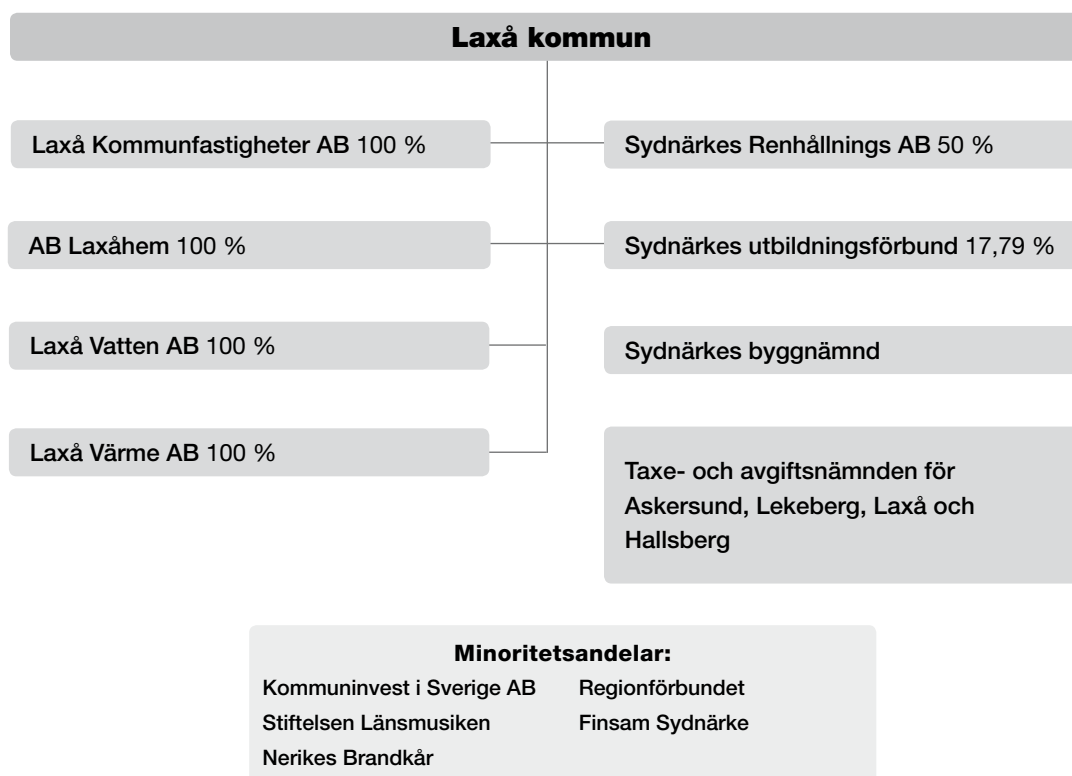 Laxå kommun
Laxå Kommunfastigheter AB 100 %
Sydnärkes Renhållnings AB 50 %
AB Laxåhem 100 %
Sydnärkes utbildningsförbund 17,79 %
Laxå Vatten AB 100 %
Sydnärkes byggnämnd
Laxå Värme AB 100 %
Taxe- och avgiftsnämnden för
Askersund, Lekeberg, Laxå och
Hallsberg
Minoritetsandelar:
Kommuninvest i Sverige AB
Regionförbundet
Stiftelsen Länsmusiken
Finsam Sydnärke
Nerikes Brandkår